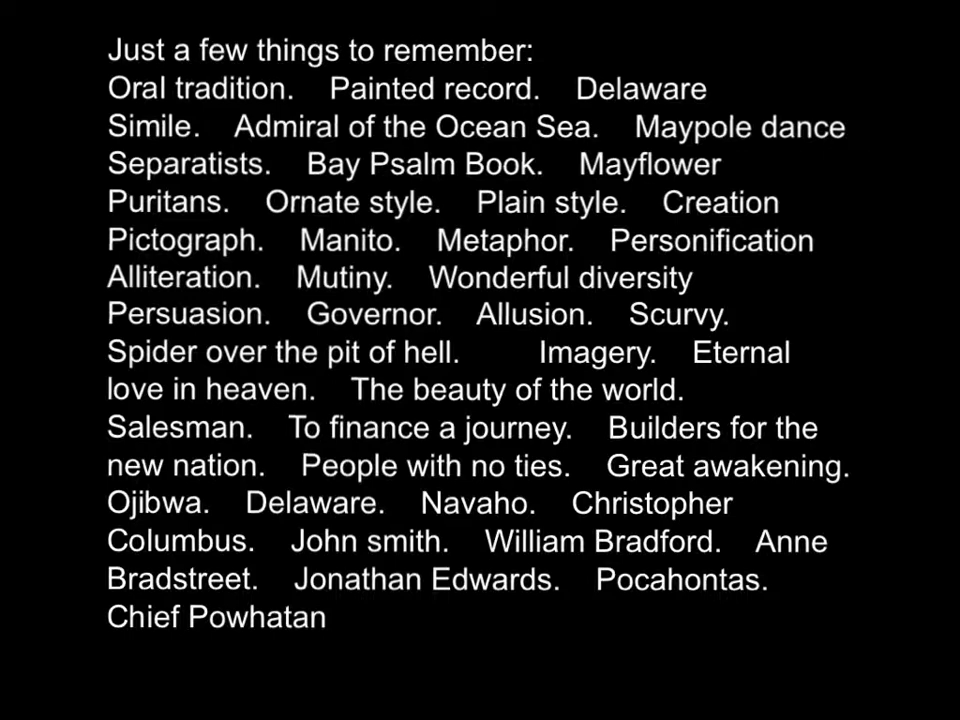 Just a few things to remember:
Oral tradition. Painted record. Delaware
Simile. Admiral of the Ocean Sea. Maypole dance
Separatists. Bay Psalm Book. Mayflower
Puritans. Ornate style. Plain style. Creation
Pictograph. Manito. Metaphor. Personification
Alliteration. Mutiny. Wonderful diversity
Persuasion. Governor. Allusion. Scurvy.
Spider over the pit of hell. Imagery. Eternal
love in heaven. The beauty of the world.
Salesman. To finance a journey. Builders for the
new nation. People with no ties. Great awakening.
Ojibwa. Delaware. Navaho. Christopher
Columbus. John smith. William Bradford. Anne
Bradstreet. Jonathan Edwards. Pocahontas.
Chief Powhatan